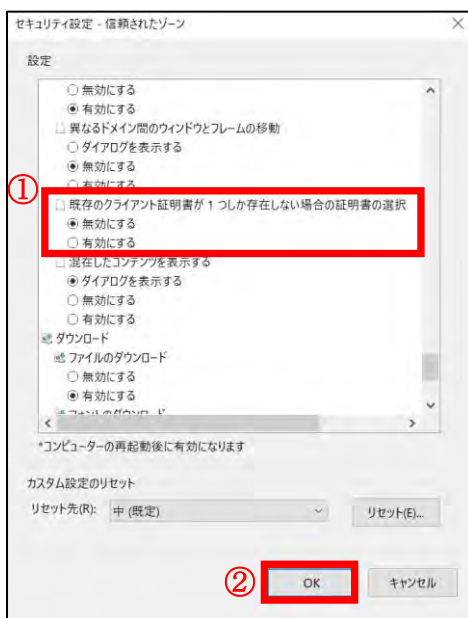 セキュリティ設定 - 信頼されたゾーン
設定
無効にする
有効にする
異なるドメイン間のウィンドウとフレームの移動
ダイアログを表示する
無効にする
有効にする
①
既存のクライアント証明書が 1 つしか存在しない場合の証明書の選択
無効にする
有効にする
混在したコンテンツを表示する
ダイアログを表示する
無効にする
有効にする
ダウンロード
ファイルのダウンロード
無効にする
有効にする
フォントのダウンロード
*コンピューターの再起動後に有効になります
カスタム設定のリセット
リセット先(R): 中 (既定) リセット(E)...
② OK キャンセル